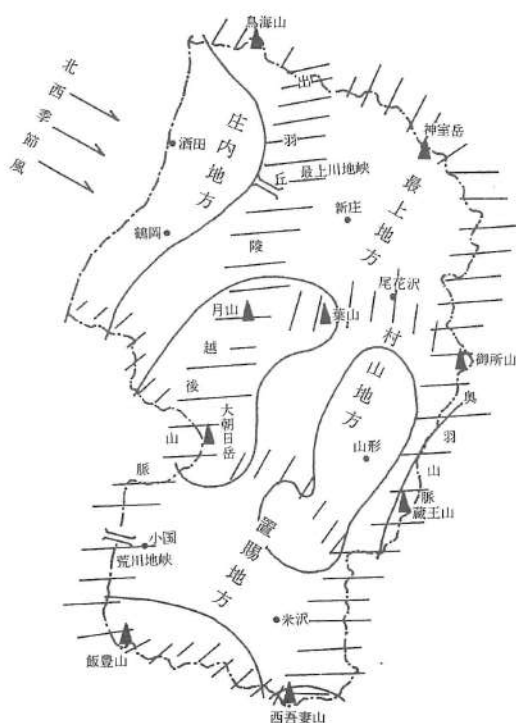 鳥海山
北西季節風
出羽丘陵
庄内地方
酒田
神室岳
最上川地峡
最上地方
新庄
鶴岡
尾花沢
月山
葉山
村山地方
御所山
越後山脈
奥羽山脈
大朝日岳
山形
蔵王山
小国
荒川地峡
置賜地方
米沢
飯豊山
西吾妻山